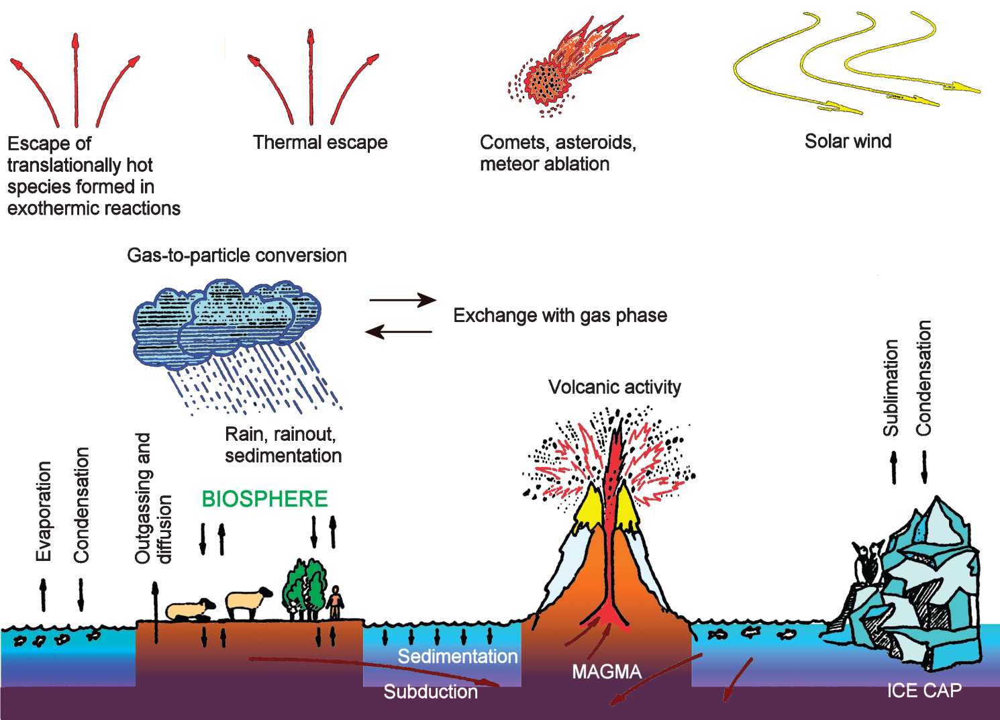 Escape of
translationally hot
species formed in
exothermic reactions
Thermal escape
Comets, asteroids,
meteor ablation
Solar wind
Gas-to-particle conversion
Exchange with gas phase
Rain, rainout,
sedimentation
Volcanic activity
Sublimation
Condensation
Evaporation
Condensation
Outgassing and
diffusion
BIOSPHERE
Sedimentation
Subduction
MAGMA
ICE CAP